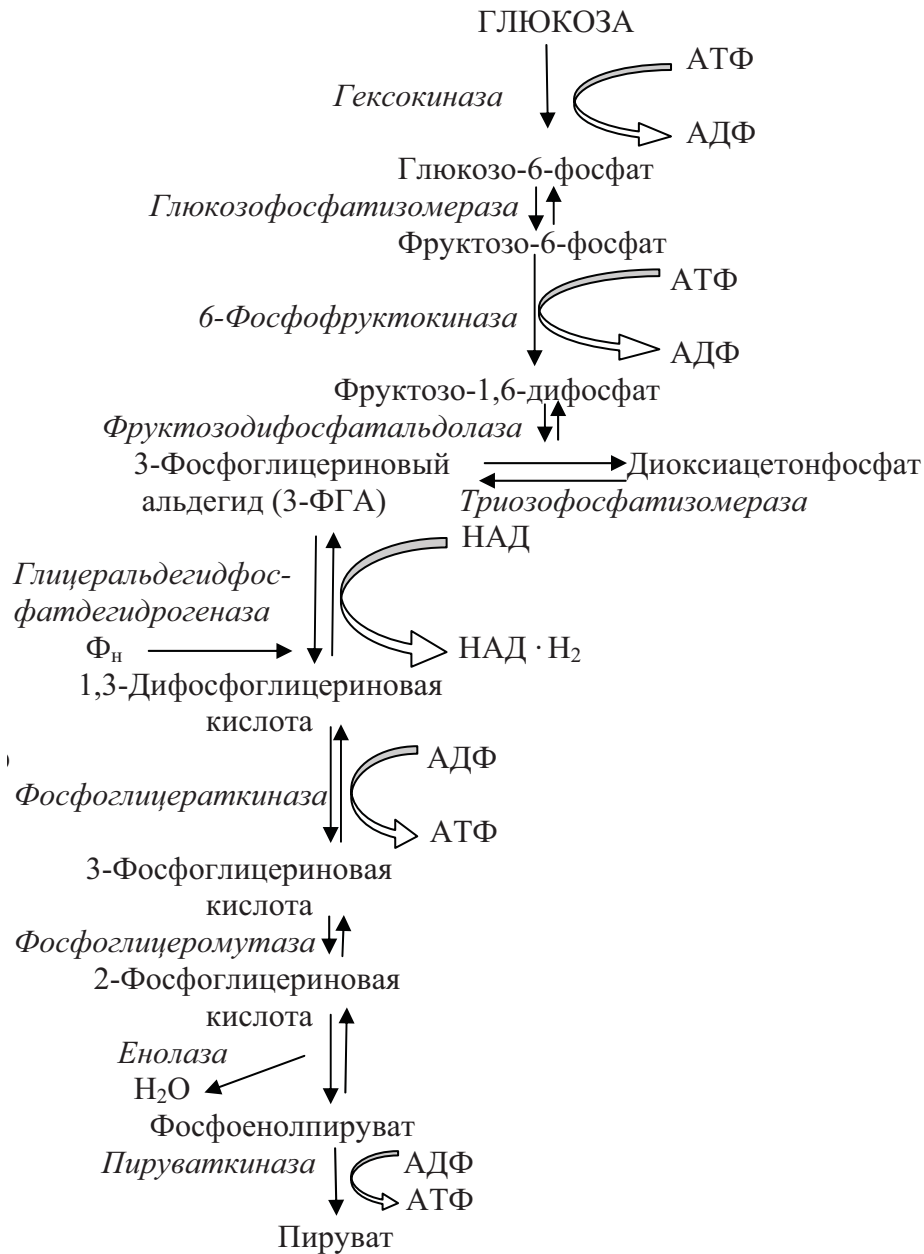 ГЛЮКОЗА
АТФ
Гексокиназа
АДФ
Глюкозо-6-фосфат
Глюкозофосфатизомераза
Фруктозо-6-фосфат
АТФ
6-Фосфофруктокиназа
АДФ
Фруктозо-1,6-дифосфат
Фруктозодифосфатальдолаза
3-Фосфоглицериновый
альдегид (3-ФГА)
Диоксиацетонфосфат
Триозофосфатизомераза
НАД
Глицеральдегидфос-
фатдегидрогеназа
Фн
НАД · Н2
1,3-Дифосфоглицериновая
кислота
АДФ
Фосфоглицераткиназа
АТФ
3-Фосфоглицериновая
кислота
Фосфоглицеромутаза
2-Фосфоглицериновая
кислота
Енолаза
Н2О
Фосфоенолпируват
Пируваткиназа
АДФ
АТФ
Пируват